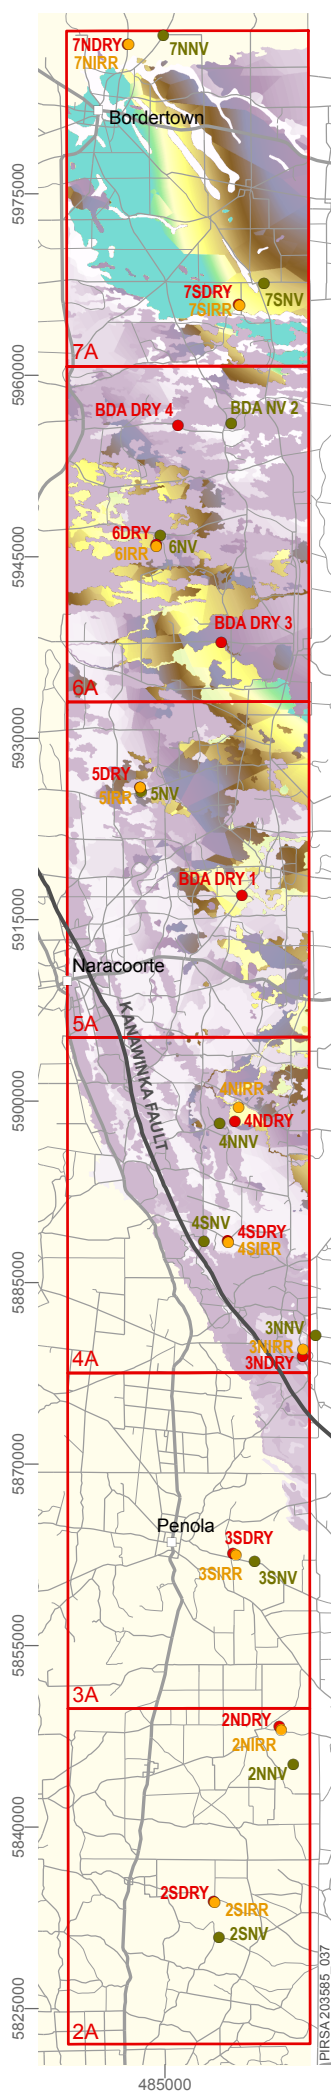 7NDRY
7NNV
7NIRR
Bordertown
5975000
7SDRY
7SNV
7SIRR
7A
5960000
BDA DRY 4
BDA NV 2
6DRY
6NV
6IRR
5945000
BDA DRY 3
6A
5930000
5DRY
5NV
5IRR
BDA DRY 1
5915000
Naracoorte
KANAWINKA FAULT
5A
4NIRR
5900000
4NDRY
4NNV
4SNV
4SDRY
4SIRR
5885000
3NNV
3NIRR
3NDRY
4A
5870000
Penola
3SDRY
3SIRR
3SNV
5855000
3A
2NDRY
2NIRR
2NNV
5840000
2SDRY
2SIRR
2SNV
5825000
2A
PIRSA 203585_037
485000